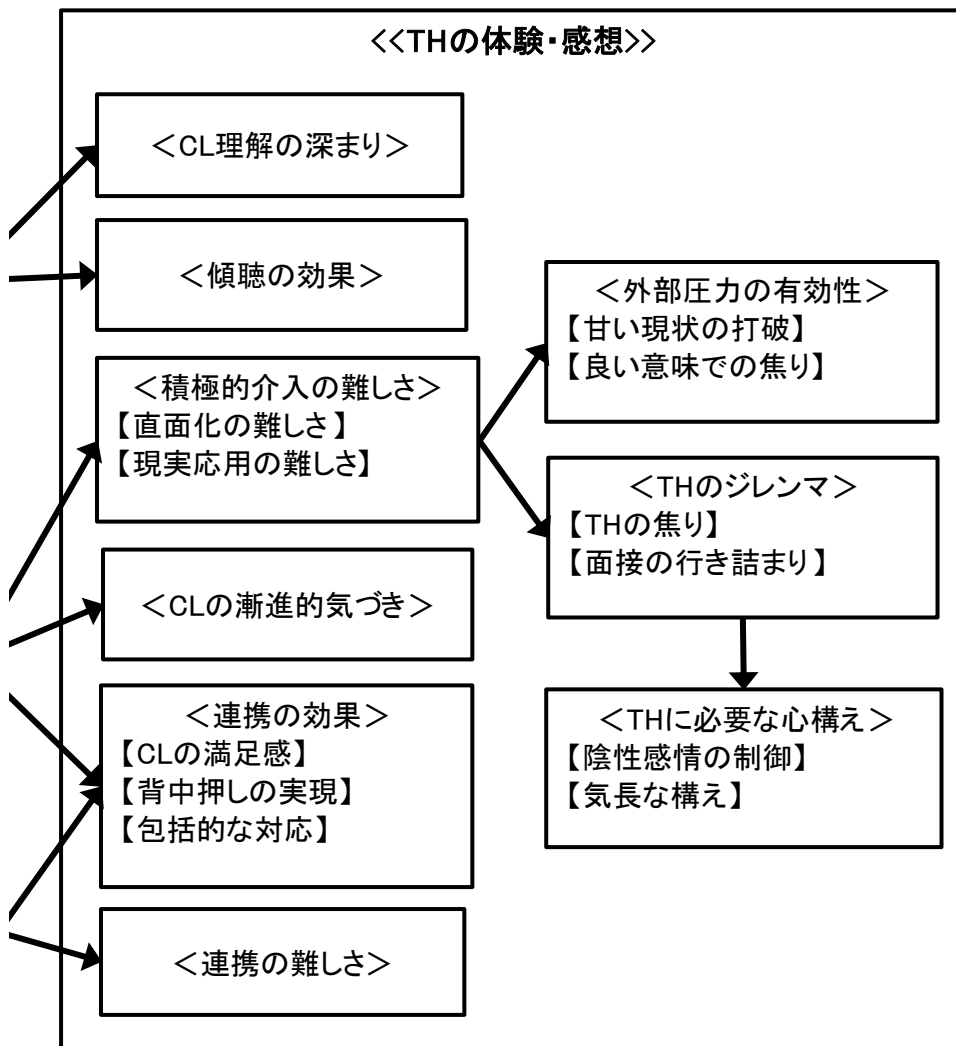 <<THの体験・感想>>
＜CL理解の深まり＞
＜傾聴の効果＞
＜積極的介入の難しさ＞
【直面化の難しさ】
【現実応用の難しさ】
＜CLの漸進的気づき＞
＜連携の効果＞
【CLの満足感】
【背中押しの実現】
【包括的な対応】
＜連携の難しさ＞
＜外部圧力の有効性＞
【甘い現状の打破】
【良い意味での焦り】
＜THのジレンマ＞
【THの焦り】
【面接の行き詰まり】
＜THに必要な心構え＞
【陰性感情の制御】
【気長な構え】